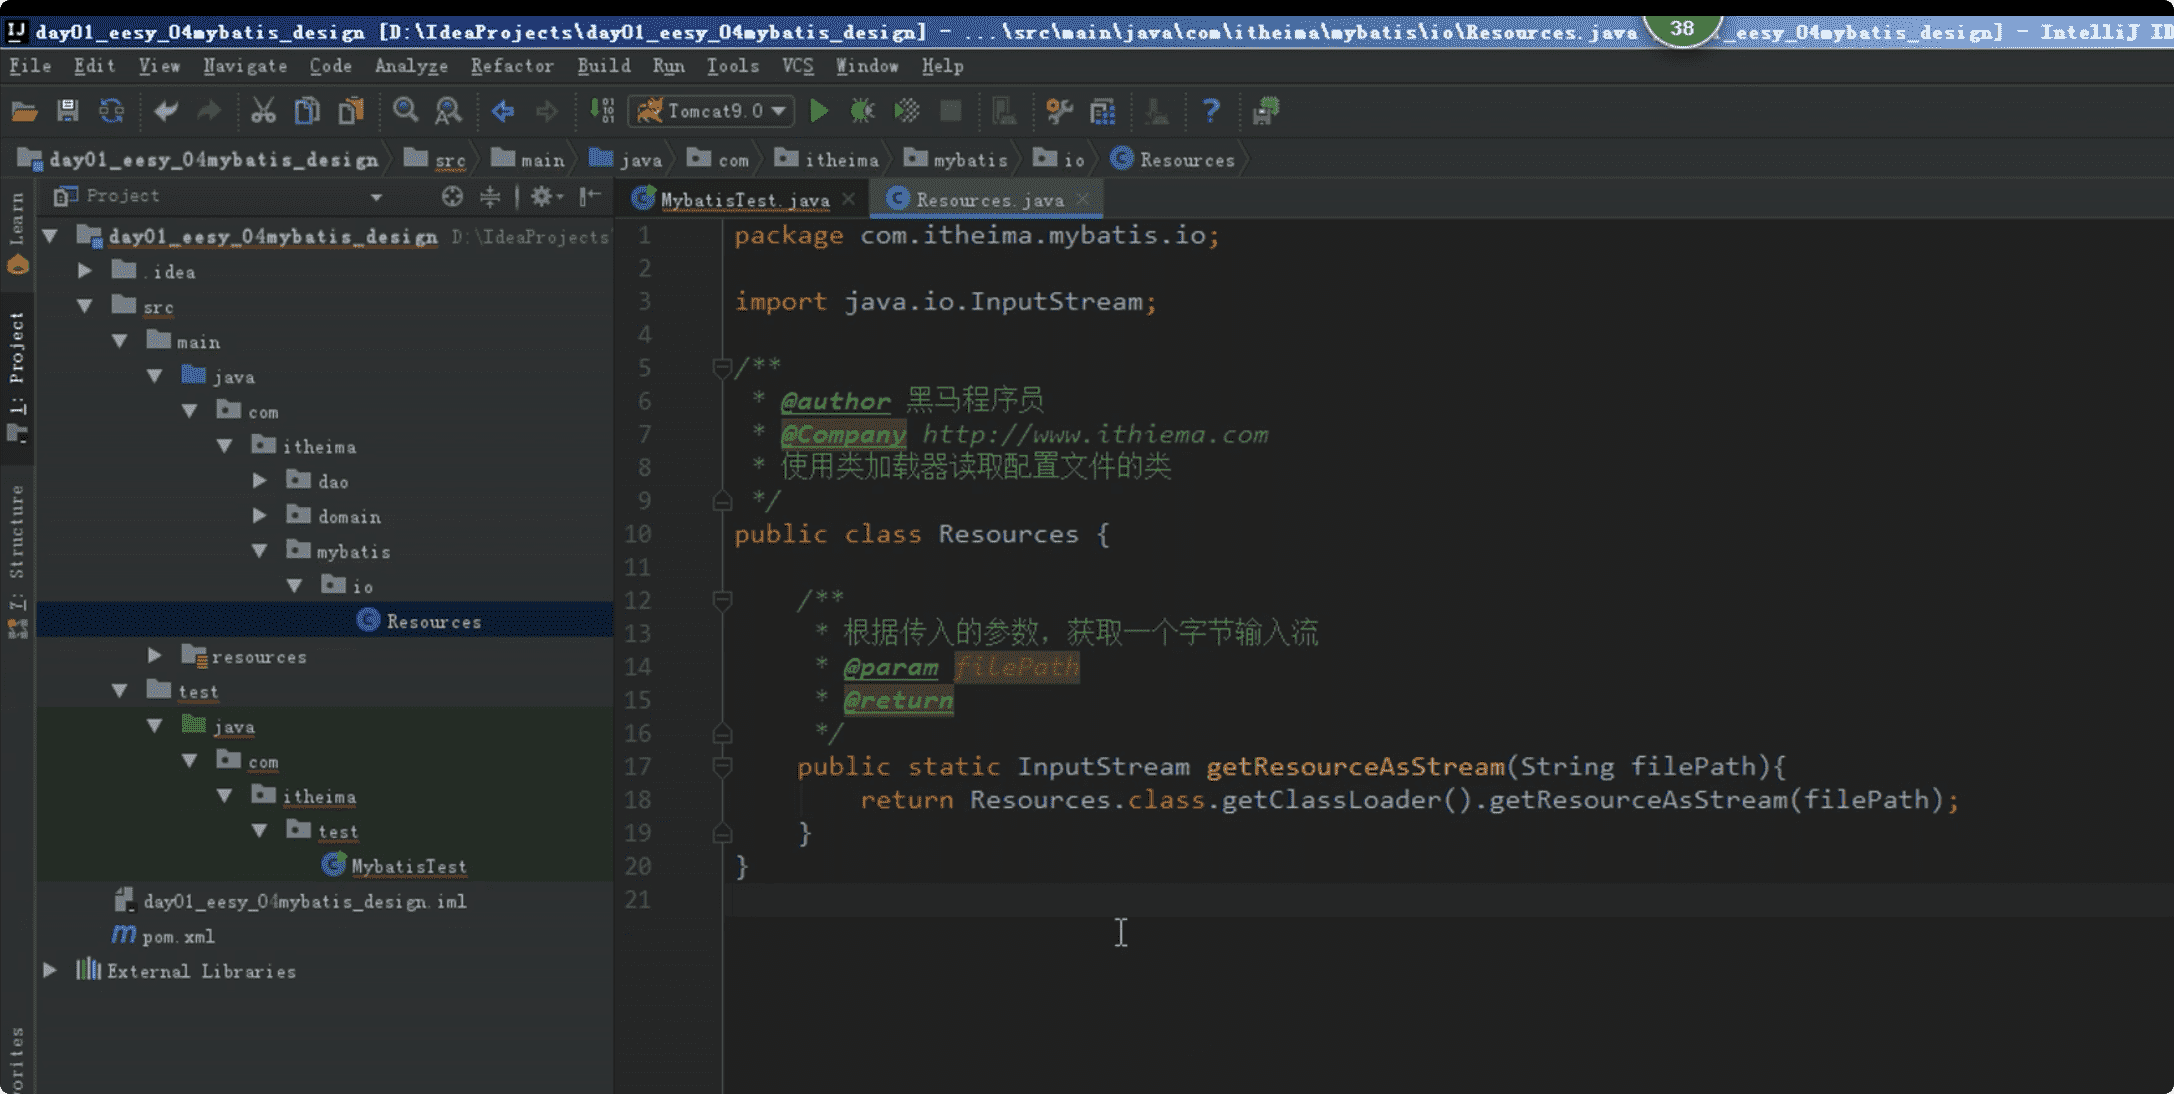 day01_eesy_04mybatis_design [D:\IdeaProjects\day01_eesy_04mybatis_design] - ...\src\main\java\com\itheima\mybatis\io\Resources.java
38
_eesy_04mybatis_design] - IntelliJ ID
File Edit View Navigate Code Analyze Refactor Build Run Tools VCS Window Help
Tomcat9.0
day01_eesy_04mybatis_design src main java com itheima mybatis io Resources
Learn
1: Project
7: Structure
orites
Project
day01_eesy_04mybatis_design D:\IdeaProjects
.idea
src
main
java
com
itheima
dao
domain
mybatis
io
Resources
resources
test
java
com
itheima
test
MybatisTest
day01_eesy_04mybatis_design.iml
pom.xml
External Libraries
MybatisTest.java Resources.java
1 package com.itheima.mybatis.io;
2
3 import java.io.InputStream;
4
5 /**
6 * @author 黑马程序员
7 * @Company http://www.ithiema.com
8 * 使用类加载器读取配置文件的类
9 */
10 public class Resources {
11
12 /**
13 * 根据传入的参数，获取一个字节输入流
14 * @param filePath
15 * @return
16 */
17 public static InputStream getResourceAsStream(String filePath){
18 return Resources.class.getClassLoader().getResourceAsStream(filePath);
19 }
20 }
21